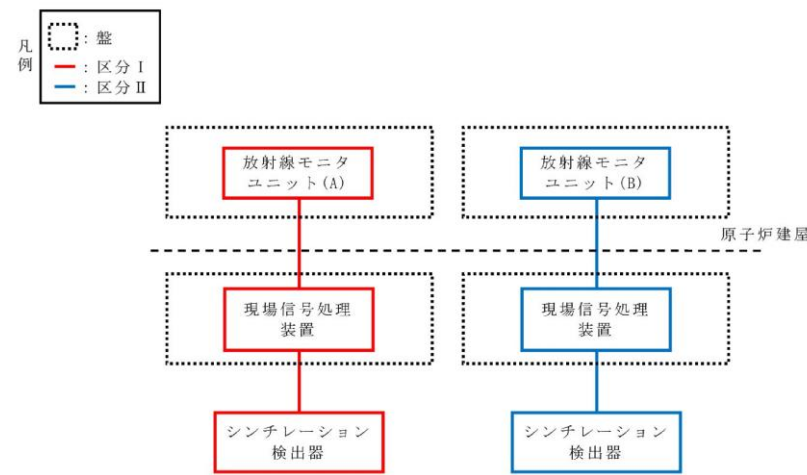 凡例
: 盤
: 区分Ⅰ
: 区分Ⅱ
放射線モニタ
ユニット(A)
放射線モニタ
ユニット(B)
原子炉建屋
現場信号処理
装置
現場信号処理
装置
シンチレーション
検出器
シンチレーション
検出器